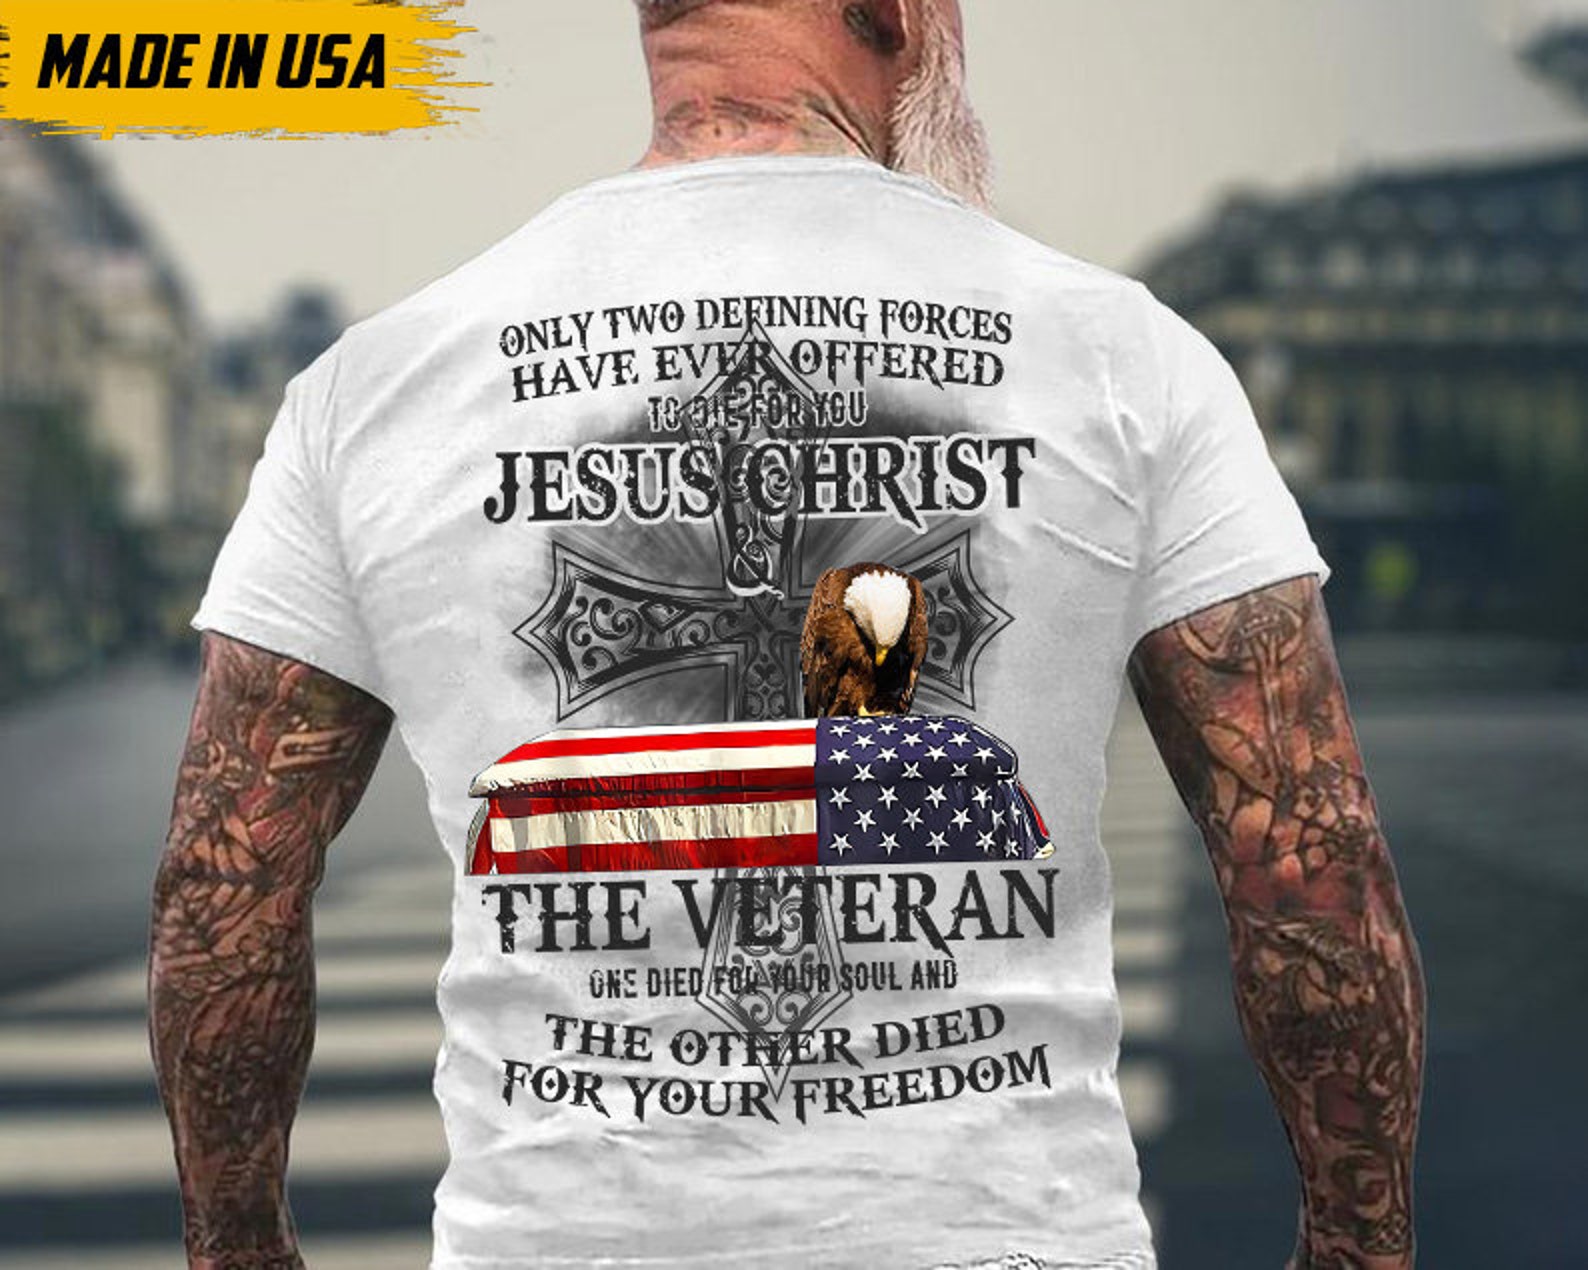 MADE IN USA
ONLY TWO DEFINING FORCES
HAVE EVER OFFERED
TO DIE FOR YOU
JESUS CHRIST
&
THE VETERAN
ONE DIED FOR YOUR SOUL AND
THE OTHER DIED
FOR YOUR FREEDOM